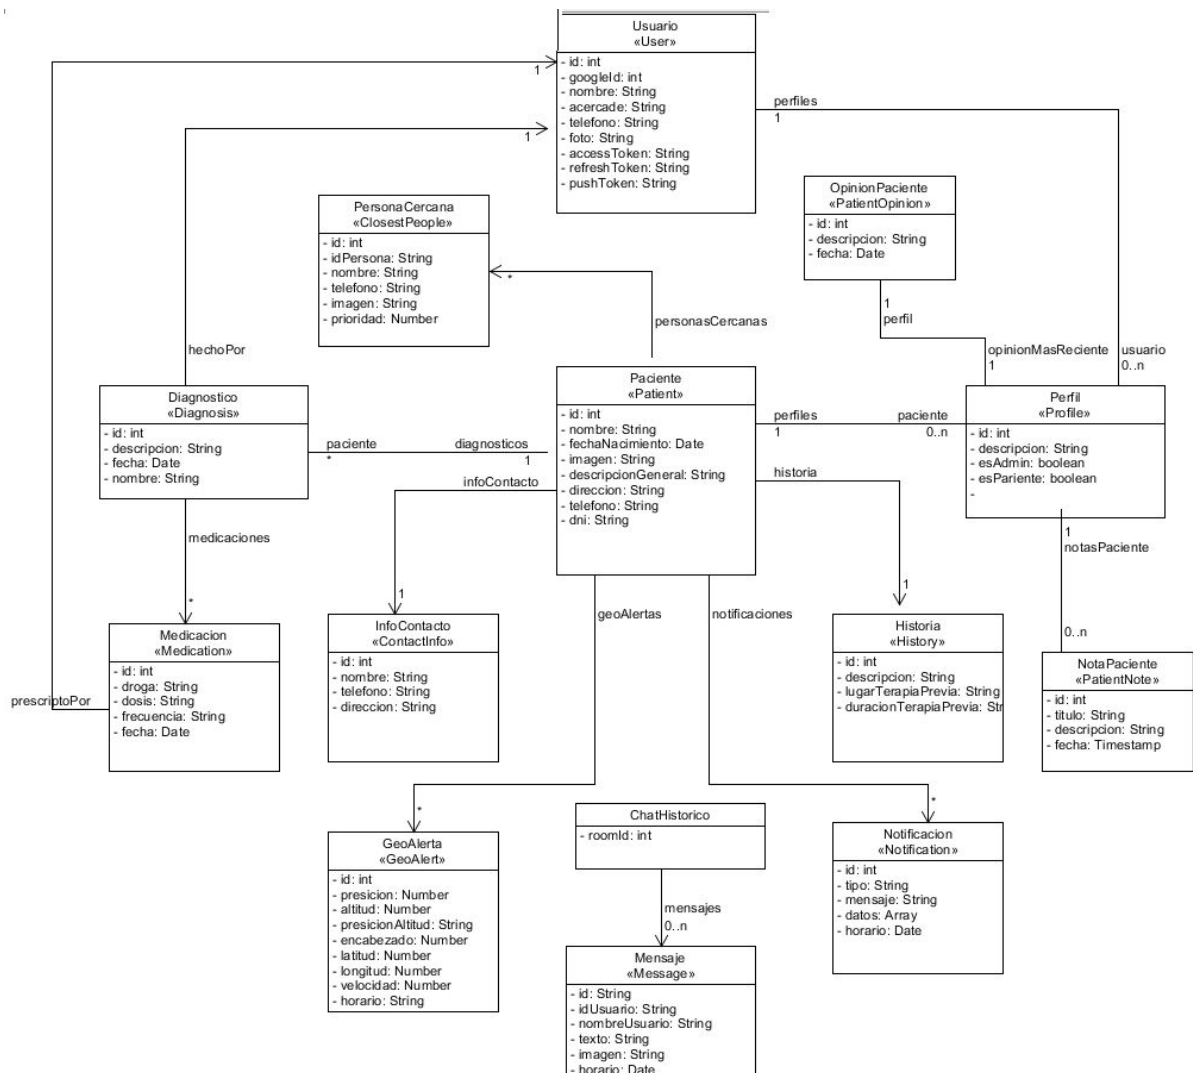 Usuario
«User»
- id: int
- googleId: int
- nombre: String
- acercade: String
- telefono: String
- foto: String
- accessToken: String
- refreshToken: String
- pushToken: String
1
1
perfiles
1
OpinionPaciente
«PatientOpinion»
- id: int
- descripcion: String
- fecha: Date
PersonaCercana
«ClosestPeople»
- id: int
- idPersona: String
- nombre: String
- telefono: String
- imagen: String
- prioridad: Number
*
personasCercanas
1
perfil
hechoPor
opinionMasReciente
1
usuario
0..n
Diagnostico
«Diagnosis»
- id: int
- descripcion: String
- fecha: Date
- nombre: String
paciente
*
diagnosticos
1
Paciente
«Patient»
- id: int
- nombre: String
- fechaNacimiento: Date
- imagen: String
- descripcionGeneral: String
- direccion: String
- telefono: String
- dni: String
perfiles
1
paciente
0..n
Perfil
«Profile»
- id: int
- descripcion: String
- esAdmin: boolean
- esPariente: boolean
-
infoContacto
historia
medicaciones
1
notasPaciente
*
1
1
geoAlertas
notificaciones
0..n
Medicacion
«Medication»
- id: int
- droga: String
- dosis: String
- frecuencia: String
- fecha: Date
prescriptoPor
InfoContacto
«ContactInfo»
- id: int
- nombre: String
- telefono: String
- direccion: String
Historia
«History»
- id: int
- descripcion: String
- lugarTerapiaPrevia: String
- duracionTerapiaPrevia: Str
NotaPaciente
«PatientNote»
- id: int
- titulo: String
- descripcion: String
- fecha: Timestamp
*
*
GeoAlerta
«GeoAlert»
- id: int
- presicion: Number
- altitud: Number
- presicionAltitud: String
- encabezado: Number
- latitud: Number
- longitud: Number
- velocidad: Number
- horario: String
ChatHistorico
- roomId: int
mensajes
0..n
Notificacion
«Notification»
- id: int
- tipo: String
- mensaje: String
- datos: Array
- horario: Date
Mensaje
«Message»
- id: String
- idUsuario: String
- nombreUsuario: String
- texto: String
- imagen: String
- horario: Date